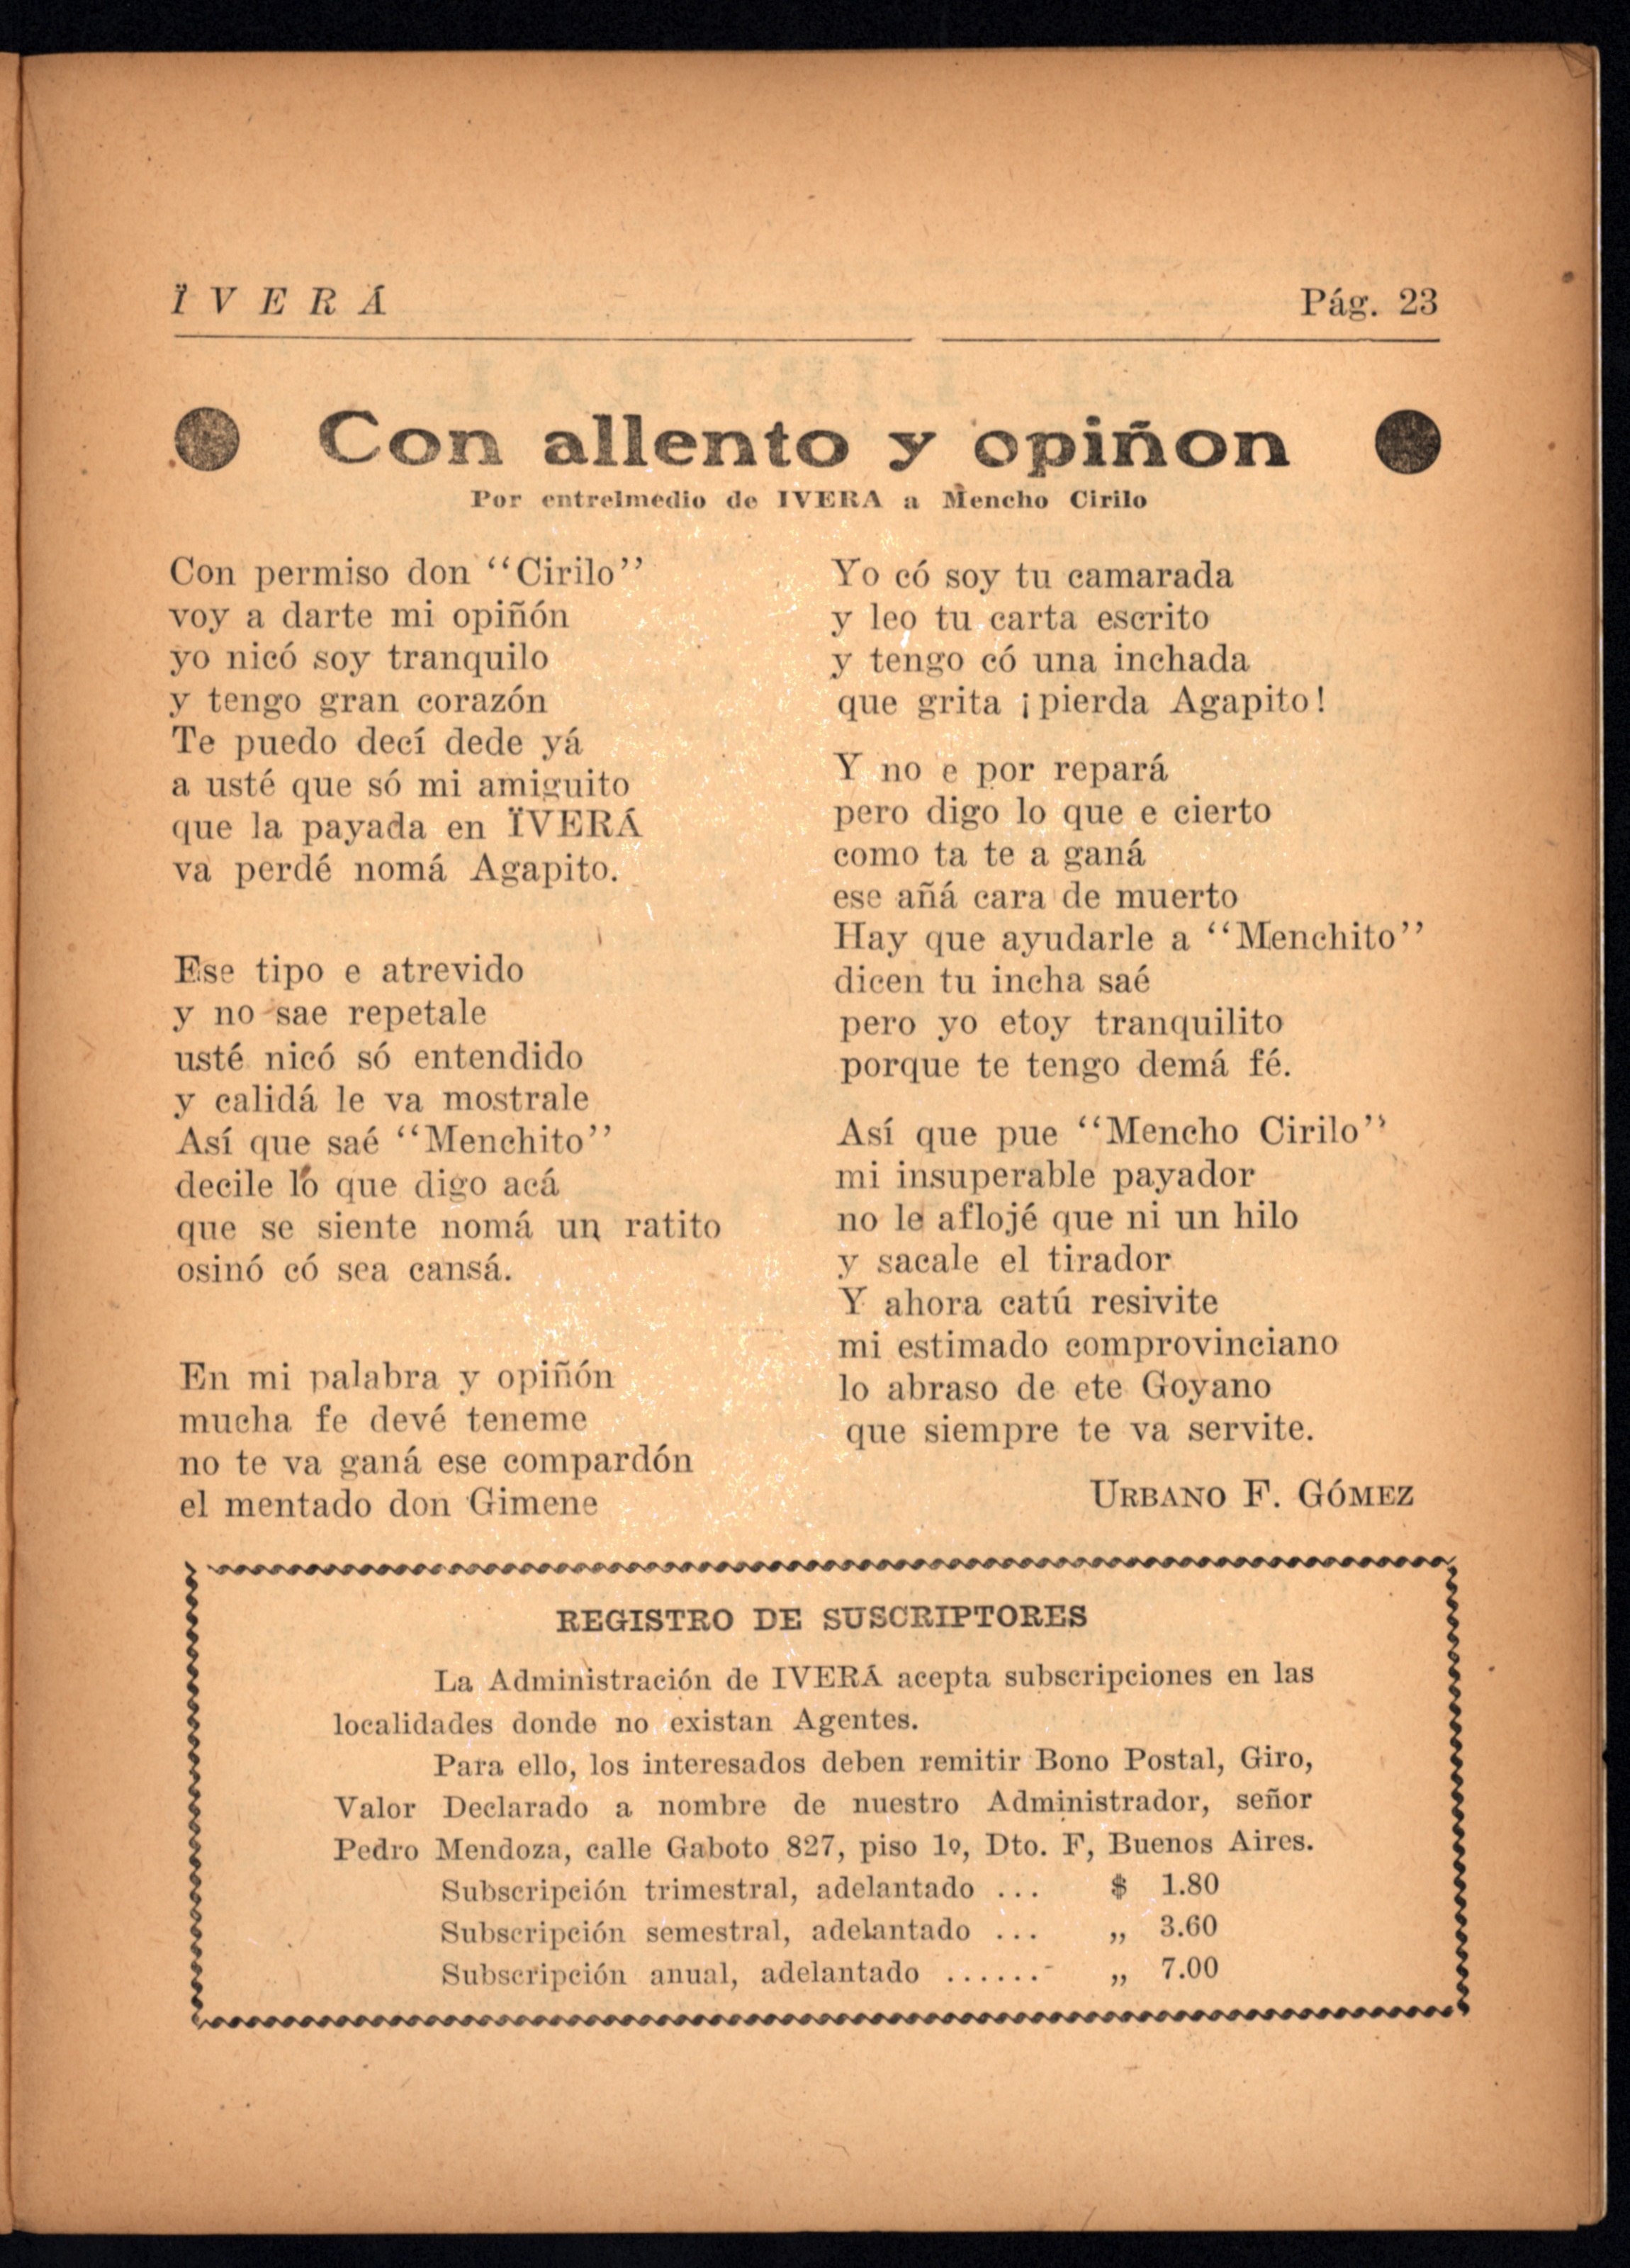 ÏVERÁ
Pág. 23
Con allento y opiñon
Por entrelmedio de IVERA a Mencho Cirilo
Con permiso don "Cirilo"
voy a darte mi opiñón
yo nicó soy tranquilo
y tengo gran corazón
Te puedo decí dede yá
a usté que só mi amiguito
que la payada en ÏVERÁ
va perdé nomá Agapito.
Ese tipo e atrevido
y no sae repetale
usté nicó só entendido
y calidá le va mostrale
Así que saé "Menchito"
decile lo que digo acá
que se siente nomá un ratito
osinó có sea cansá.
En mi palabra y opiñón
mucha fe devé teneme
no te va ganá ese compardón
el mentado don Gimene
Yo có soy tu camarada
y leo tu carta escrito
y tengo có una inchada
que grita ¡pierda Agapito!
Y no e por repará
pero digo lo que e cierto
como ta te a ganá
ese añá cara de muerto
Hay que ayudarle a "Menchito"
dicen tu incha saé
pero yo etoy tranquilito
porque te tengo demá fé.
Así que pue "Mencho Cirilo"
mi insuperable payador
no le aflojé que ni un hilo
y sacale el tirador
Y ahora catú resivite
mi estimado comprovinciano
lo abraso de ete Goyano
que siempre te va servite.
URBANO F. GÓMEZ
REGISTRO DE SUSCRIPTORES
La Administración de IVERÁ acepta subscripciones en las
localidades donde no existan Agentes.
Para ello, los interesados deben remitir Bono Postal, Giro,
Valor Declarado a nombre de nuestro Administrador, señor
Pedro Mendoza, calle Gaboto 827, piso 1º, Dto. F, Buenos Aires.
Subscripción trimestral, adelantado ... $ 1.80
Subscripción semestral, adelantado ... ,, 3.60
Subscripción anual, adelantado ...... ,, 7.00